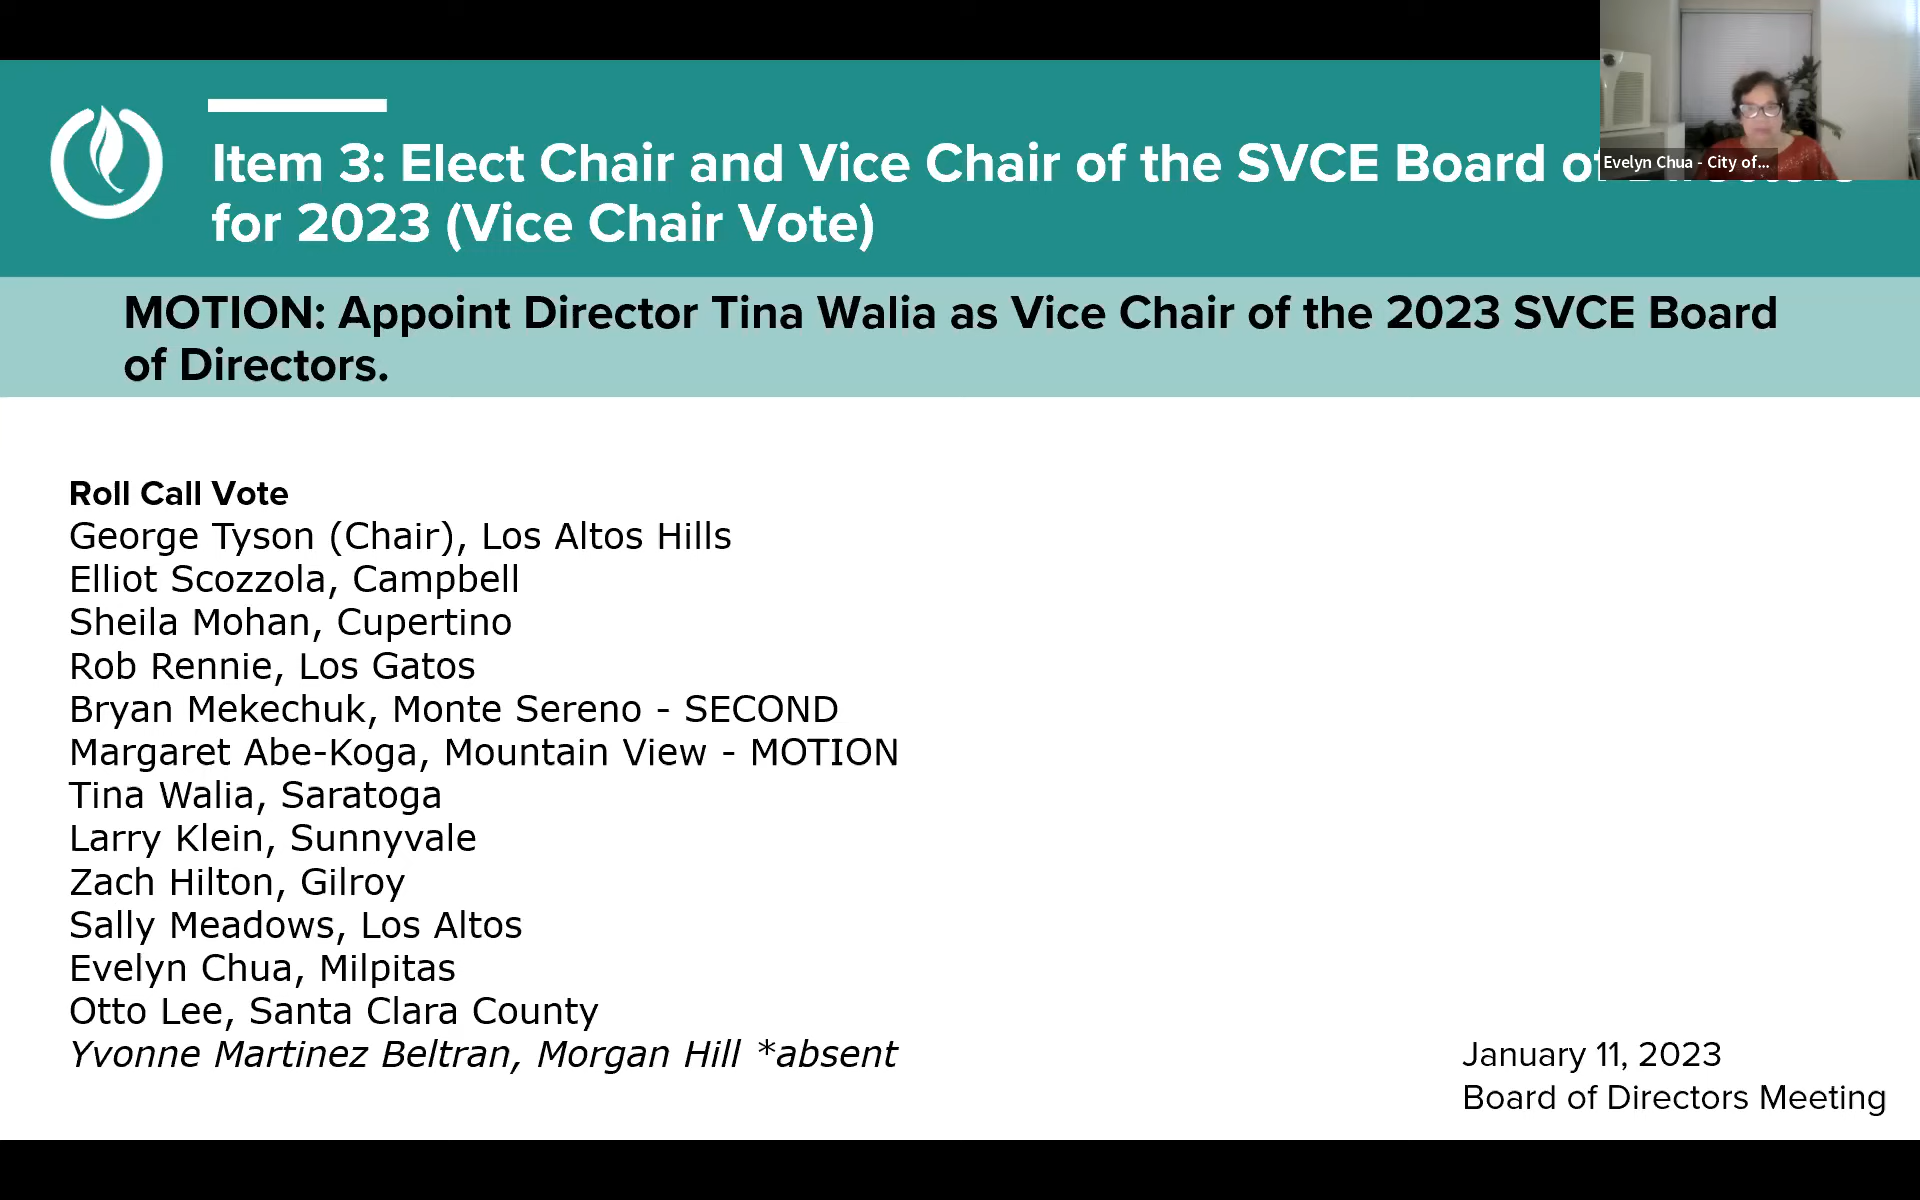 Item 3: Elect Chair and Vice Chair of the SVCE Board of
for 2023 (Vice Chair Vote)
Evelyn Chua - City of...
MOTION: Appoint Director Tina Walia as Vice Chair of the 2023 SVCE Board
of Directors.
Roll Call Vote
George Tyson (Chair), Los Altos Hills
Elliot Scozzola, Campbell
Sheila Mohan, Cupertino
Rob Rennie, Los Gatos
Bryan Mekechuk, Monte Sereno - SECOND
Margaret Abe-Koga, Mountain View - MOTION
Tina Walia, Saratoga
Larry Klein, Sunnyvale
Zach Hilton, Gilroy
Sally Meadows, Los Altos
Evelyn Chua, Milpitas
Otto Lee, Santa Clara County
Yvonne Martinez Beltran, Morgan Hill *absent
January 11, 2023
Board of Directors Meeting